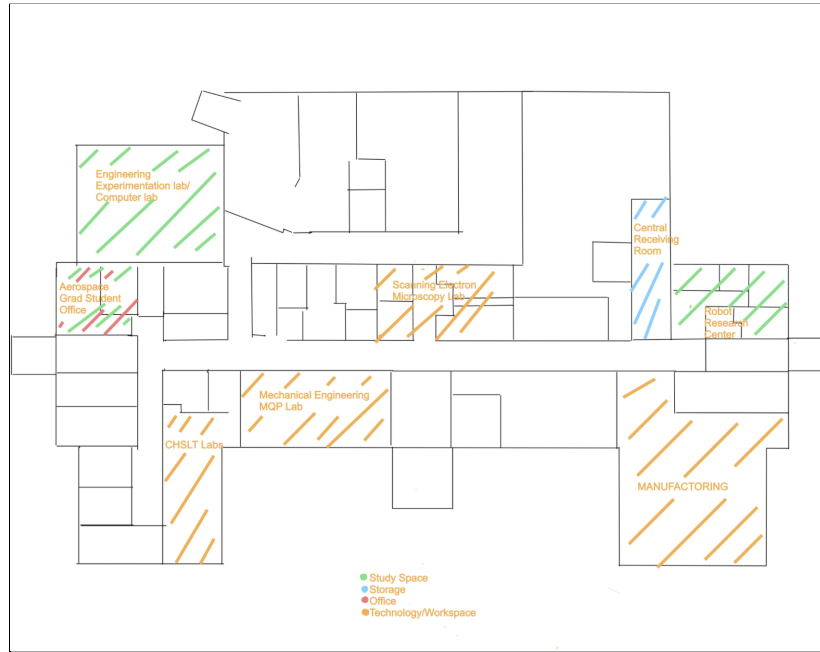 Engineering
Experimentation lab/
Computer lab
Central
Receiving
Room
Aerospace
Grad Student
Office
Scanning Electron
Microscopy Lab
Robot
Research
Center
Mechanical Engineering
MQP Lab
CHSLT Labs
MANUFACTORING
Study Space
Storage
Office
Technology/Workspace